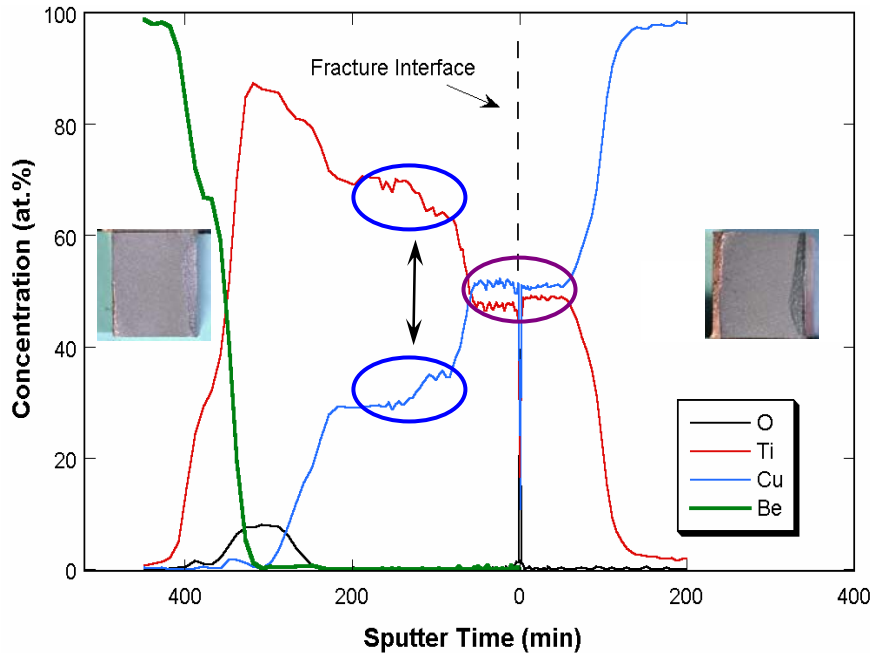 100
80
60
40
20
0
Concentration (at.%)
Fracture Interface
O
Ti
Cu
Be
400
200
0
200
400
Sputter Time (min)